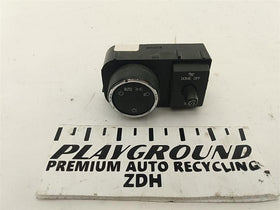 DOME OFF
PLAYGROUND
PREMIUM AUTO RECYCLING
ZDH